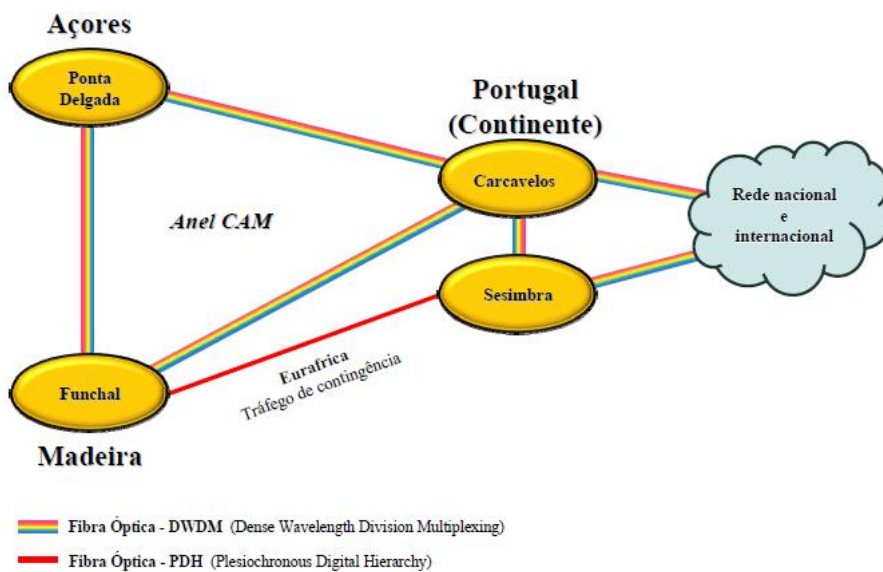 Açores
Ponta
Delgada
Portugal
(Continente)
Carcavelos
Rede nacional
e
internacional
Anel CAM
Sesimbra
Eurafrica
Tráfego de contingência
Funchal
Madeira
Fibra Óptica - DWDM (Dense Wavelength Division Multiplexing)
Fibra Óptica - PDH (Plesiochronous Digital Hierarchy)